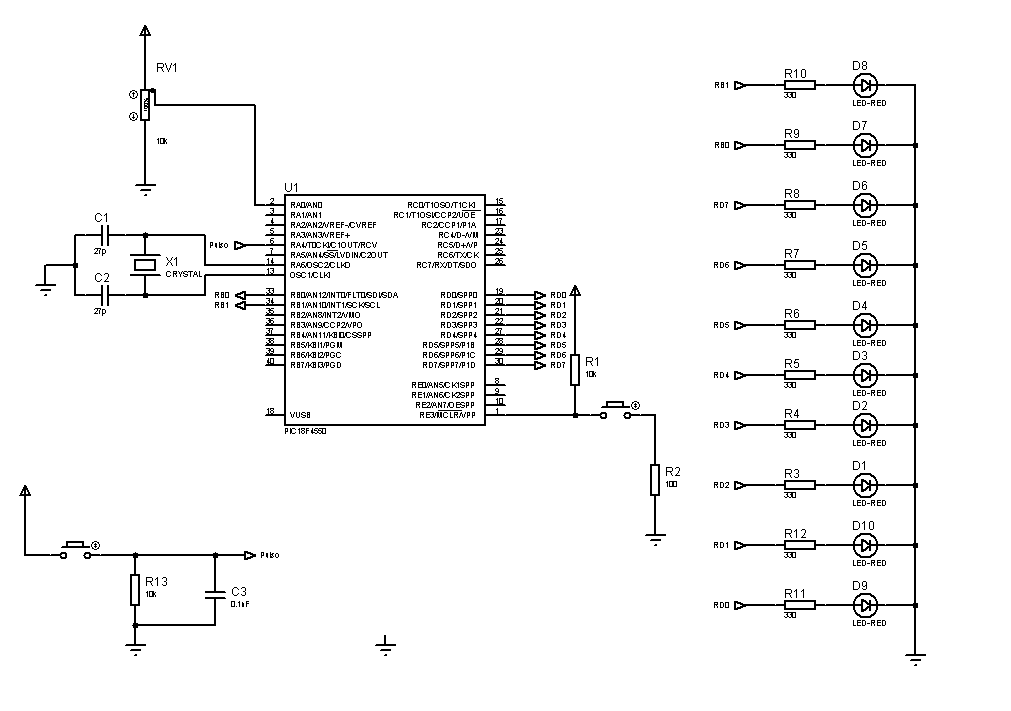 RV1
100%
10k
U1
2 RA0/AN0
3 RA1/AN1
4 RA2/AN2/VREF-/CVREF
5 RA3/AN3/VREF+
6 RA4/T0CKI/C1OUT/RCV
7 RA5/AN4/SS/LVDIN/C2OUT
14 RA6/OSC2/CLKO
13 OSC1/CLKI
33 RB0/AN12/INT0/FLT0/SDI/SDA
34 RB1/AN10/INT1/SCK/SCL
35 RB2/AN8/INT2/VMO
36 RB3/AN9/CCP2/VPO
37 RB4/AN11/KBI0/CSSPP
38 RB5/KBI1/PGM
39 RB6/KBI2/PGC
40 RB7/KBI3/PGD
18 VUSB
RC0/T1OSO/T1CKI 15
RC1/T1OSI/CCP2/UOE 16
RC2/CCP1/P1A 17
RC4/D-/VM 23
RC5/D+/VP 24
RC6/TX/CK 25
RC7/RX/DT/SDO 26
RD0/SPP0 19 RD0
RD1/SPP1 20 RD1
RD2/SPP2 21 RD2
RD3/SPP3 22 RD3
RD4/SPP4 27 RD4
RD5/SPP5/P1B 28 RD5
RD6/SPP6/P1C 29 RD6
RD7/SPP7/P1D 30 RD7
RE0/AN5/CK1SPP 8
RE1/AN6/CK2SPP 9
RE2/AN7/OESPP 10
RE3/MCLR/VPP 1
PIC18F4550
C1
27p
C2
27p
X1
CRYSTAL
Pulso
RB0
RB1
R1
10k
R2
100
R13
10k
C3
0.1uF
Pulso
RB1 R10 330 D8 LED-RED
RB0 R9 330 D7 LED-RED
RD7 R8 330 D6 LED-RED
RD6 R7 330 D5 LED-RED
RD5 R6 330 D4 LED-RED
RD4 R5 330 D3 LED-RED
RD3 R4 330 D2 LED-RED
RD2 R3 330 D1 LED-RED
RD1 R12 330 D10 LED-RED
RD0 R11 330 D9 LED-RED